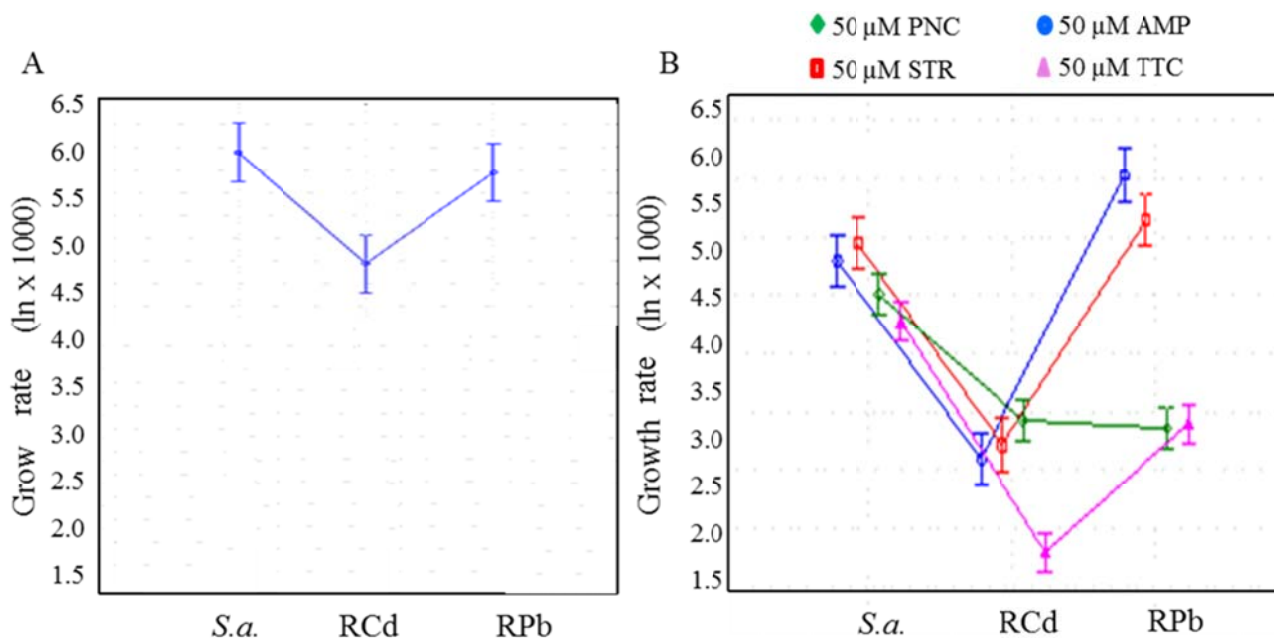 50 µM PNC
50 µM AMP
50 µM STR
50 µM TTC
A
Grow rate (ln x 1000)
6.5
6.0
5.5
5.0
4.5
4.0
3.5
3.0
2.5
2.0
1.5
S.a. RCd RPb
B
Growth rate (ln x 1000)
6.5
6.0
5.5
5.0
4.5
4.0
3.5
3.0
2.5
2.0
1.5
S.a. RCd RPb